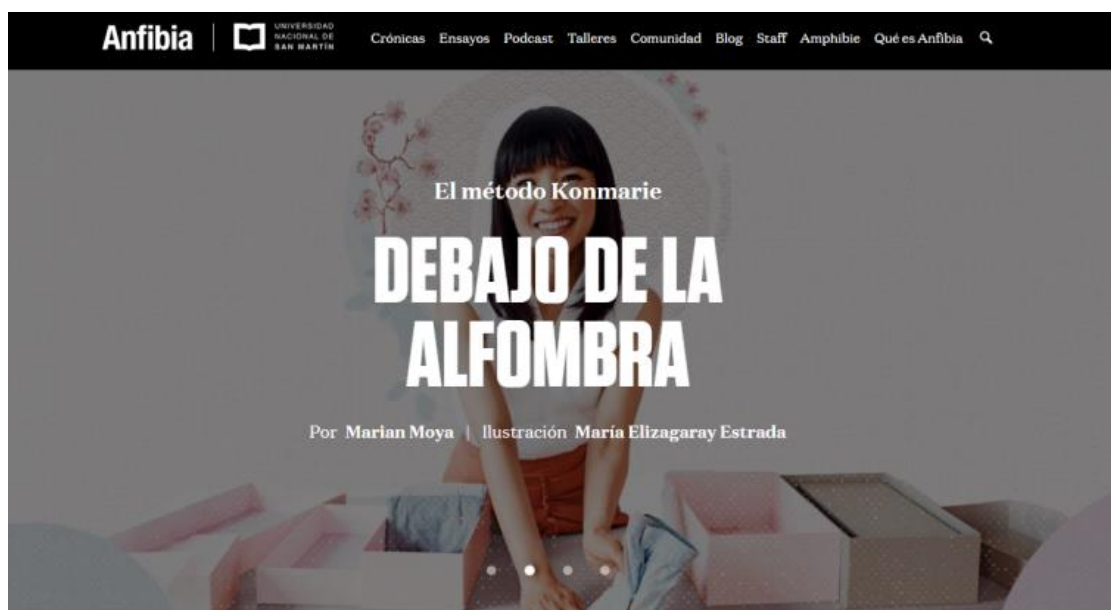 Anfibia
UNIVERSIDAD
NACIONAL DE
SAN MARTÍN
Crónicas Ensayos Podcast Talleres Comunidad Blog Staff Amphibie Qué es Anfibia
El método Konmarie
DEBAJO DE LA
ALFOMBRA
Por Marian Moya | Ilustración María Elizagaray Estrada